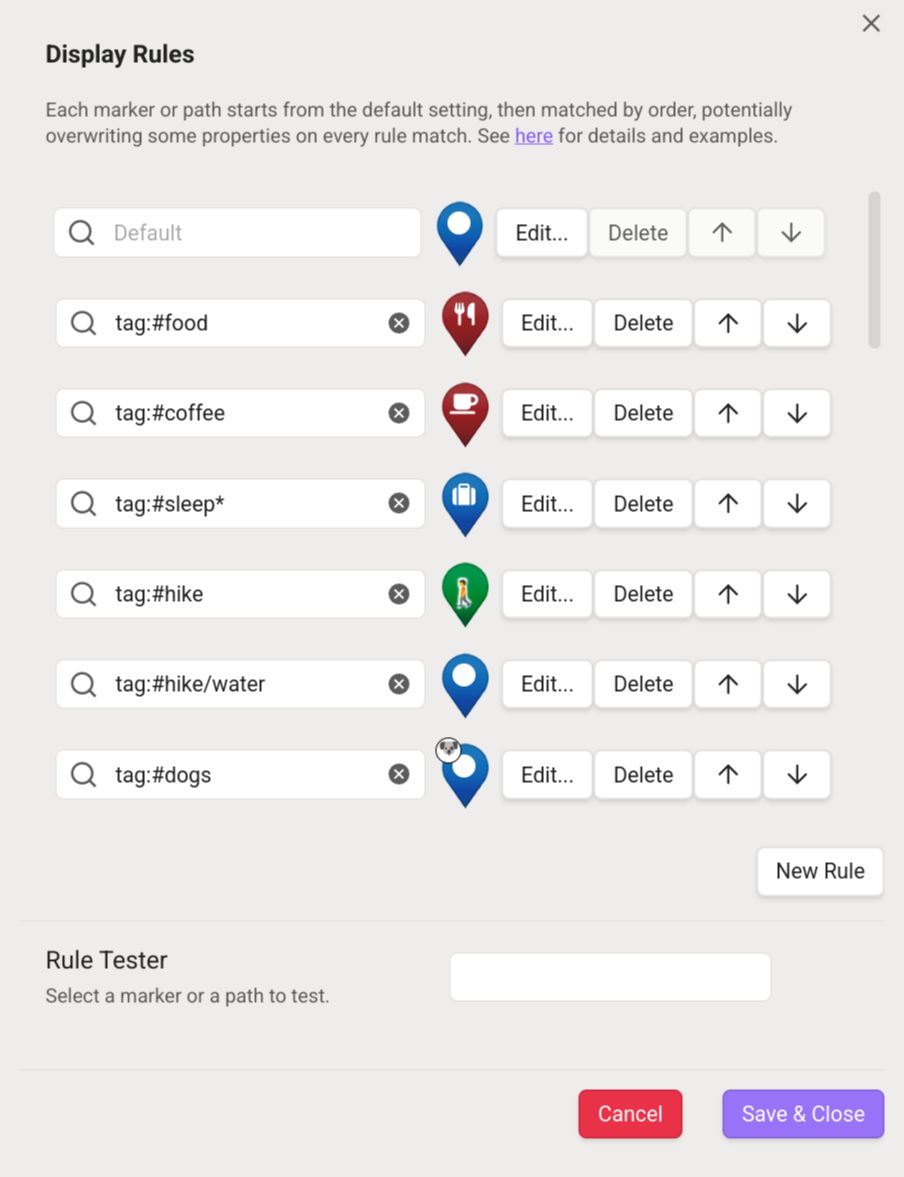 Display Rules
Each marker or path starts from the default setting, then matched by order, potentially
overwriting some properties on every rule match. See here for details and examples.
Default Edit... Delete
tag:#food Edit... Delete
tag:#coffee Edit... Delete
tag:#sleep* Edit... Delete
tag:#hike Edit... Delete
tag:#hike/water Edit... Delete
tag:#dogs Edit... Delete
New Rule
Rule Tester
Select a marker or a path to test.
Cancel Save & Close